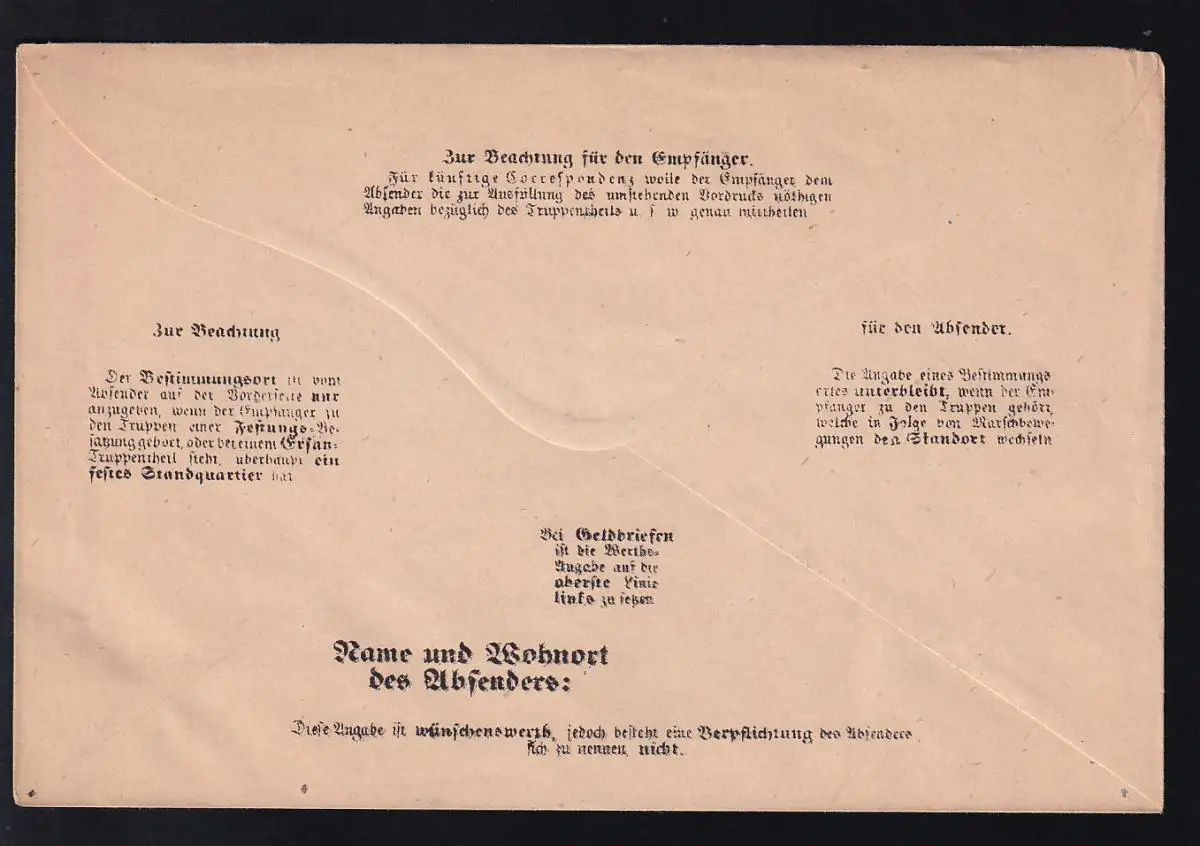 Zur Beachtung für den Empfänger.
Für künftige Correspondenz wolle der Empfänger dem
Absender die zur Ausfüllung des umstehenden Vordrucks nöthigen
Angaben bezüglich des Truppentheils u. s w genau mittheilen
Zur Beachtung
Der Bestimmungsort ist vom
Absender auf der Vorderseite nur
anzugeben, wenn der Empfänger zu
den Truppen einer Festungs-Be-
satzung gehört, oder bei einem Ersatz-
Truppentheil steht, überhaupt ein
festes Standquartier hat
für den Absender.
Die Angabe eines Bestimmungs
ortes unterbleibt, wenn der Em-
pfänger zu den Truppen gehört,
welche in Folge von Marschbewe-
gungen den Standort wechseln
Bei Geldbriefen
ist die Werths-
Angabe auf die
oberste Linie
links zu setzen
Name und Wohnort
des Absenders:
Diese Angabe ist wünschenswerth, jedoch besteht eine Verpflichtung des Absenders
sich zu nennen, nicht.